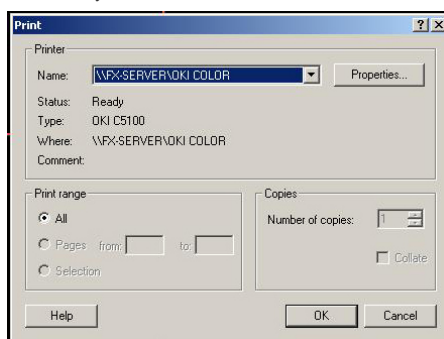 Print
Printer
Name: \\FX-SERVER\OKI COLOR Properties...
Status: Ready
Type: OKI C5100
Where: \\FX-SERVER\OKI COLOR
Comment:
Print range
All
Pages from: to:
Selection
Copies
Number of copies: 1
Collate
Help OK Cancel